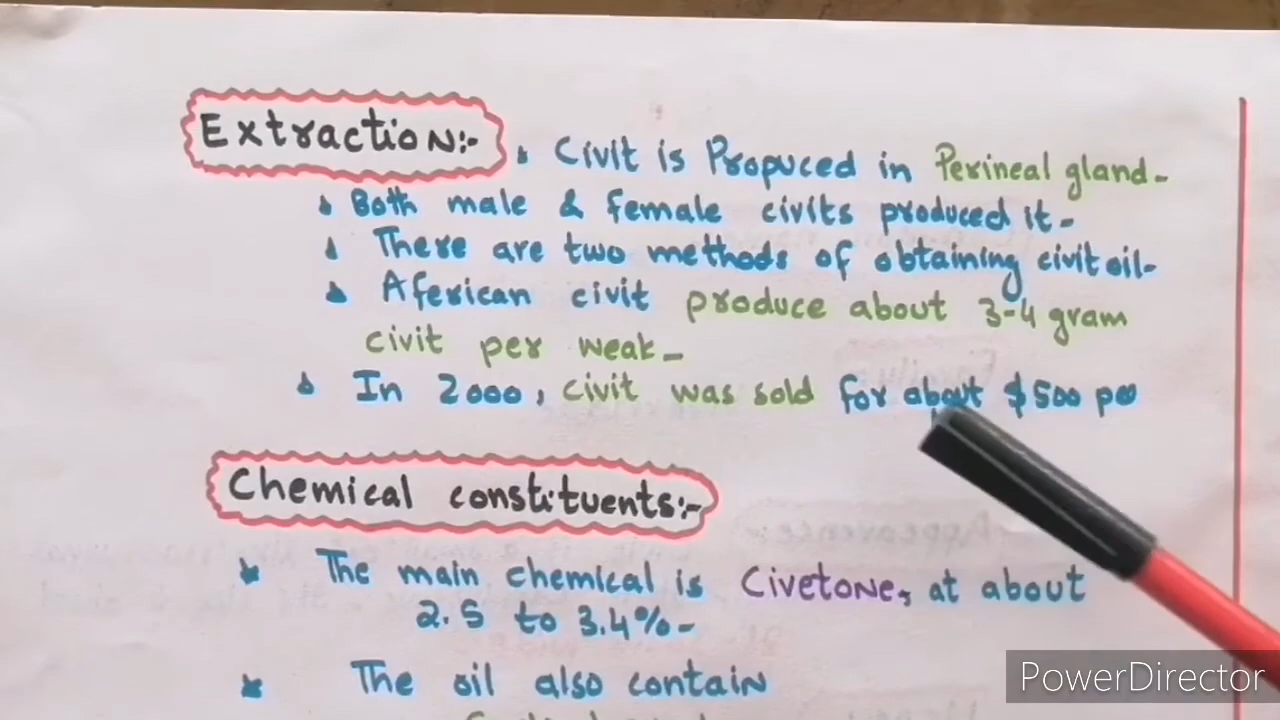 Extraction:- Civit is Propuced in Perineal gland-
Both male & female civits produced it-
There are two methods of obtaining civit oil-
Aferican civit produce about 3-4 gram
civit per weak-
In 2000, civit was sold for about $500 per
Chemical constituents:-
The main chemical is Civetone, at about
2.5 to 3.4%-
The oil also contain
PowerDirector